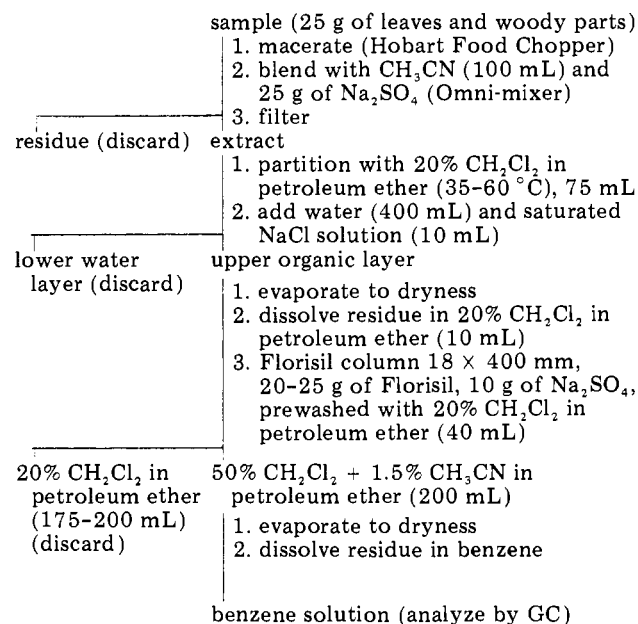 sample (25 g of leaves and woody parts)
1. macerate (Hobart Food Chopper)
2. blend with CH₃CN (100 mL) and
25 g of Na₂SO₄ (Omni-mixer)
3. filter
residue (discard) extract
1. partition with 20% CH₂Cl₂ in
petroleum ether (35-60 °C), 75 mL
2. add water (400 mL) and saturated
NaCl solution (10 mL)
lower water upper organic layer
layer (discard)
1. evaporate to dryness
2. dissolve residue in 20% CH₂Cl₂ in
petroleum ether (10 mL)
3. Florisil column 18 × 400 mm,
20-25 g of Florisil, 10 g of Na₂SO₄,
prewashed with 20% CH₂Cl₂ in
petroleum ether (40 mL)
20% CH₂Cl₂ in 50% CH₂Cl₂ + 1.5% CH₃CN in
petroleum ether petroleum ether (200 mL)
(175-200 mL) 1. evaporate to dryness
(discard) 2. dissolve residue in benzene
benzene solution (analyze by GC)